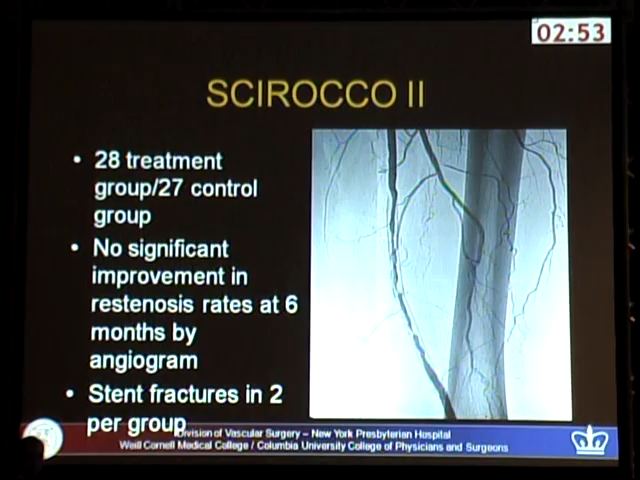 02:53
SCIROCCO II
• 28 treatment
group/27 control
group
• No significant
improvement in
restenosis rates at 6
months by
angiogram
• Stent fractures in 2
per group
Division of Vascular Surgery – New York Presbyterian Hospital
Weill Cornell Medical College / Columbia University College of Physicians and Surgeons